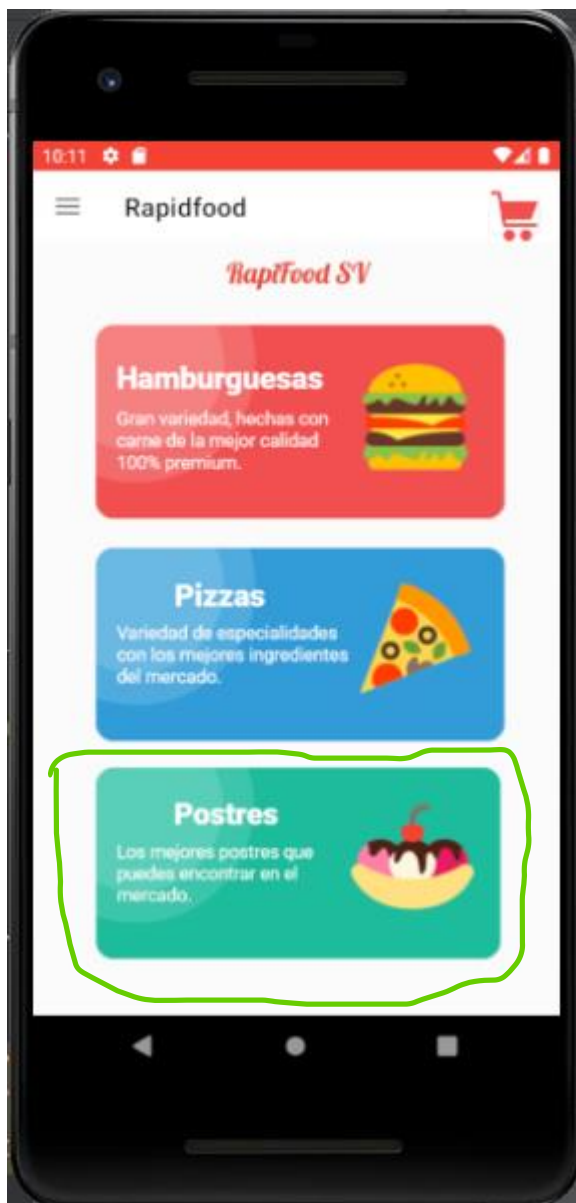 10:11
Rapidfood
RapiFood SV
Hamburguesas
Gran variedad, hechas con
carne de la mejor calidad
100% premium.
Pizzas
Variedad de especialidades
con los mejores ingredientes
del mercado.
Postres
Los mejores postres que
puedes encontrar en el
mercado.